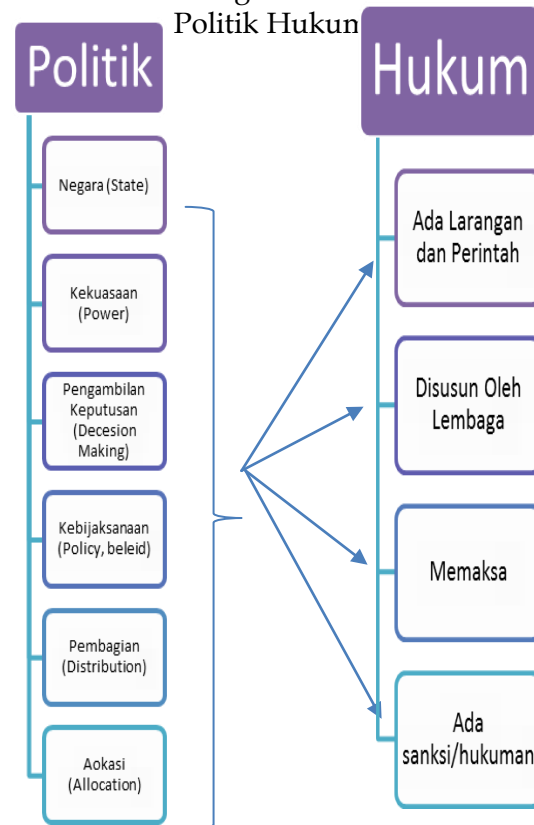 Politik Hukum
Politik
Negara (State)
Kekuasaan
(Power)
Pengambilan
Keputusan
(Decesion
Making)
Kebijaksanaan
(Policy, beleid)
Pembagian
(Distribution)
Aokasi
(Allocation)
Hukum
Ada Larangan
dan Perintah
Disusun Oleh
Lembaga
Memaksa
Ada
sanksi/hukuman